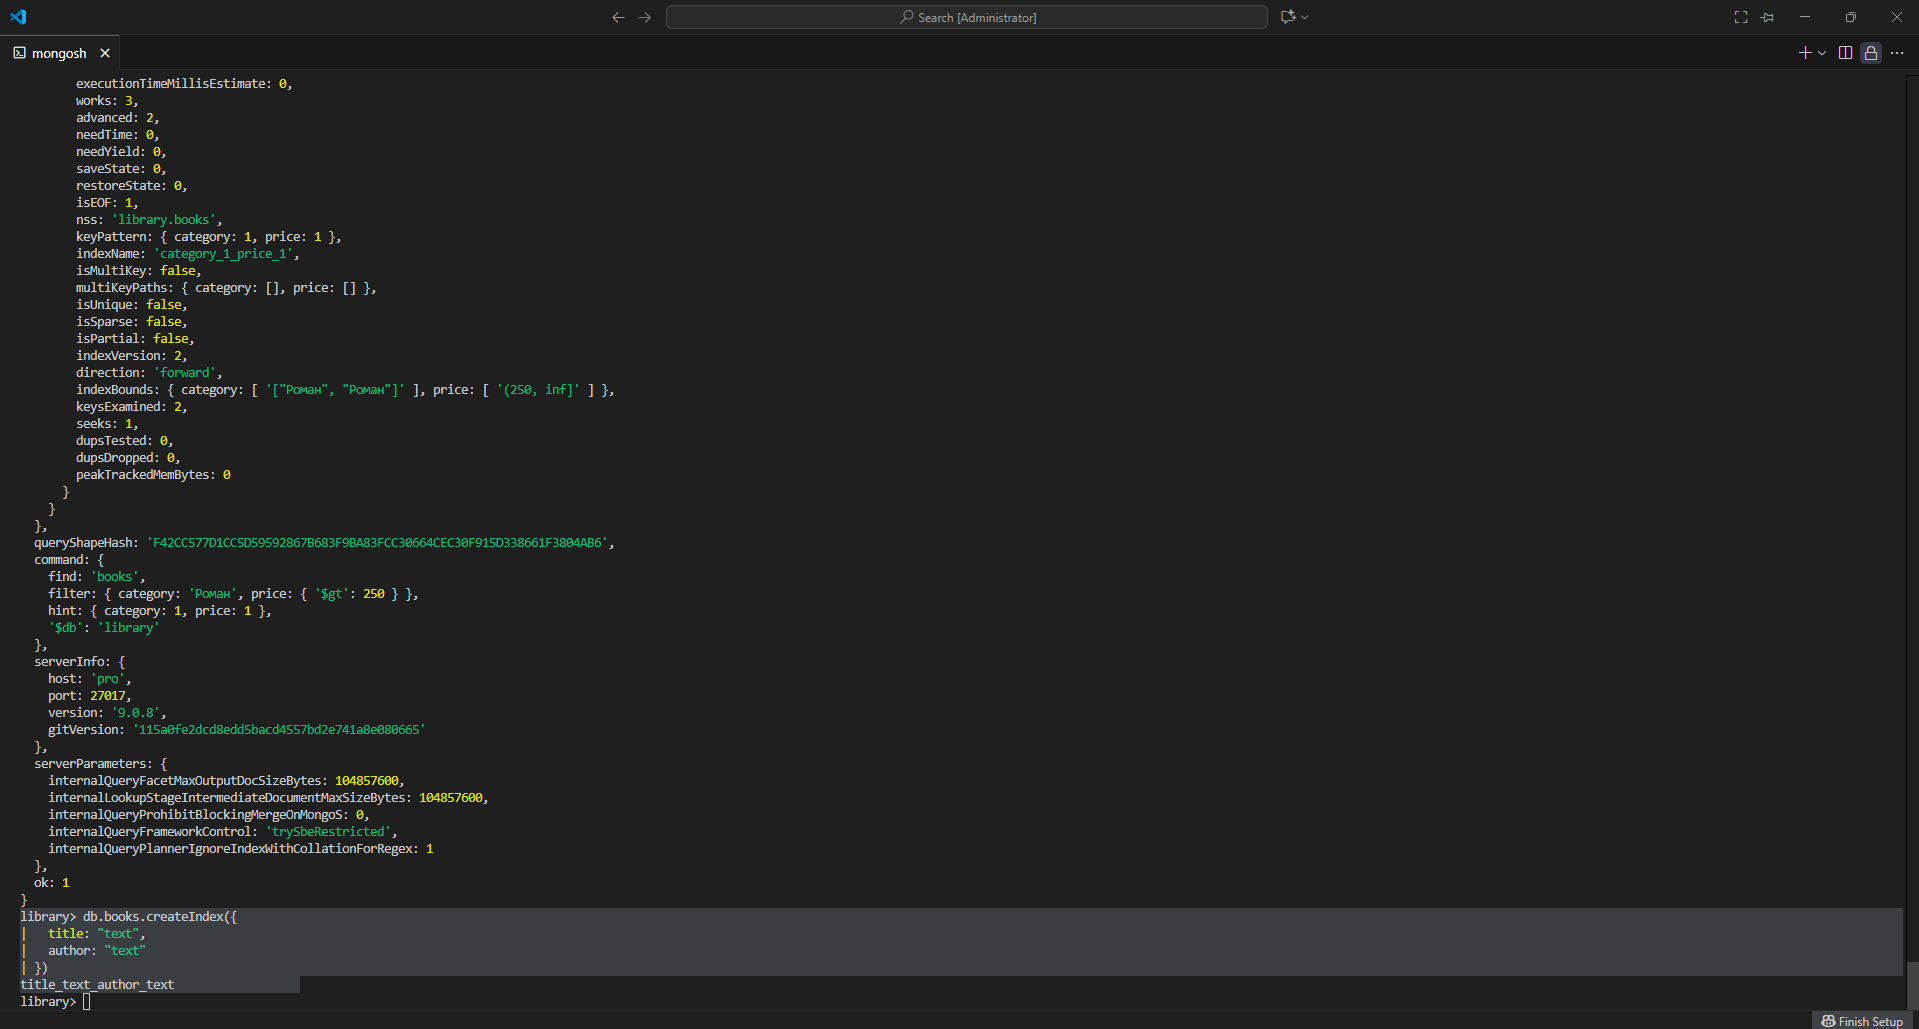 Search [Administrator]
mongosh
        executionTimeMillisEstimate: 0,
        works: 3,
        advanced: 2,
        needTime: 0,
        needYield: 0,
        saveState: 0,
        restoreState: 0,
        isEOF: 1,
        nss: 'library.books',
        keyPattern: { category: 1, price: 1 },
        indexName: 'category_1_price_1',
        isMultiKey: false,
        multiKeyPaths: { category: [], price: [] },
        isUnique: false,
        isSparse: false,
        isPartial: false,
        indexVersion: 2,
        direction: 'forward',
        indexBounds: { category: [ '["Роман", "Роман"]' ], price: [ '(250, inf]' ] },
        keysExamined: 2,
        seeks: 1,
        dupsTested: 0,
        dupsDropped: 0,
        peakTrackedMemBytes: 0
      }
    }
  },
  queryShapeHash: 'F42CC577D1CC5D59592867B683F9BA83FCC30664CEC30F915D338661F3804AB6',
  command: {
    find: 'books',
    filter: { category: 'Роман', price: { '$gt': 250 } },
    hint: { category: 1, price: 1 },
    '$db': 'library'
  },
  serverInfo: {
    host: 'pro',
    port: 27017,
    version: '9.0.8',
    gitVersion: '115a0fe2dcd8edd5bacd4557bd2e741a8e080665'
  },
  serverParameters: {
    internalQueryFacetMaxOutputDocSizeBytes: 104857600,
    internalLookupStageIntermediateDocumentMaxSizeBytes: 104857600,
    internalQueryProhibitBlockingMergeOnMongoS: 0,
    internalQueryFrameworkControl: 'trySbeRestricted',
    internalQueryPlannerIgnoreIndexWithCollationForRegex: 1
  },
  ok: 1
}
library> db.books.createIndex({
|   title: "text",
|   author: "text"
| })
title_text_author_text
library>
Finish Setup